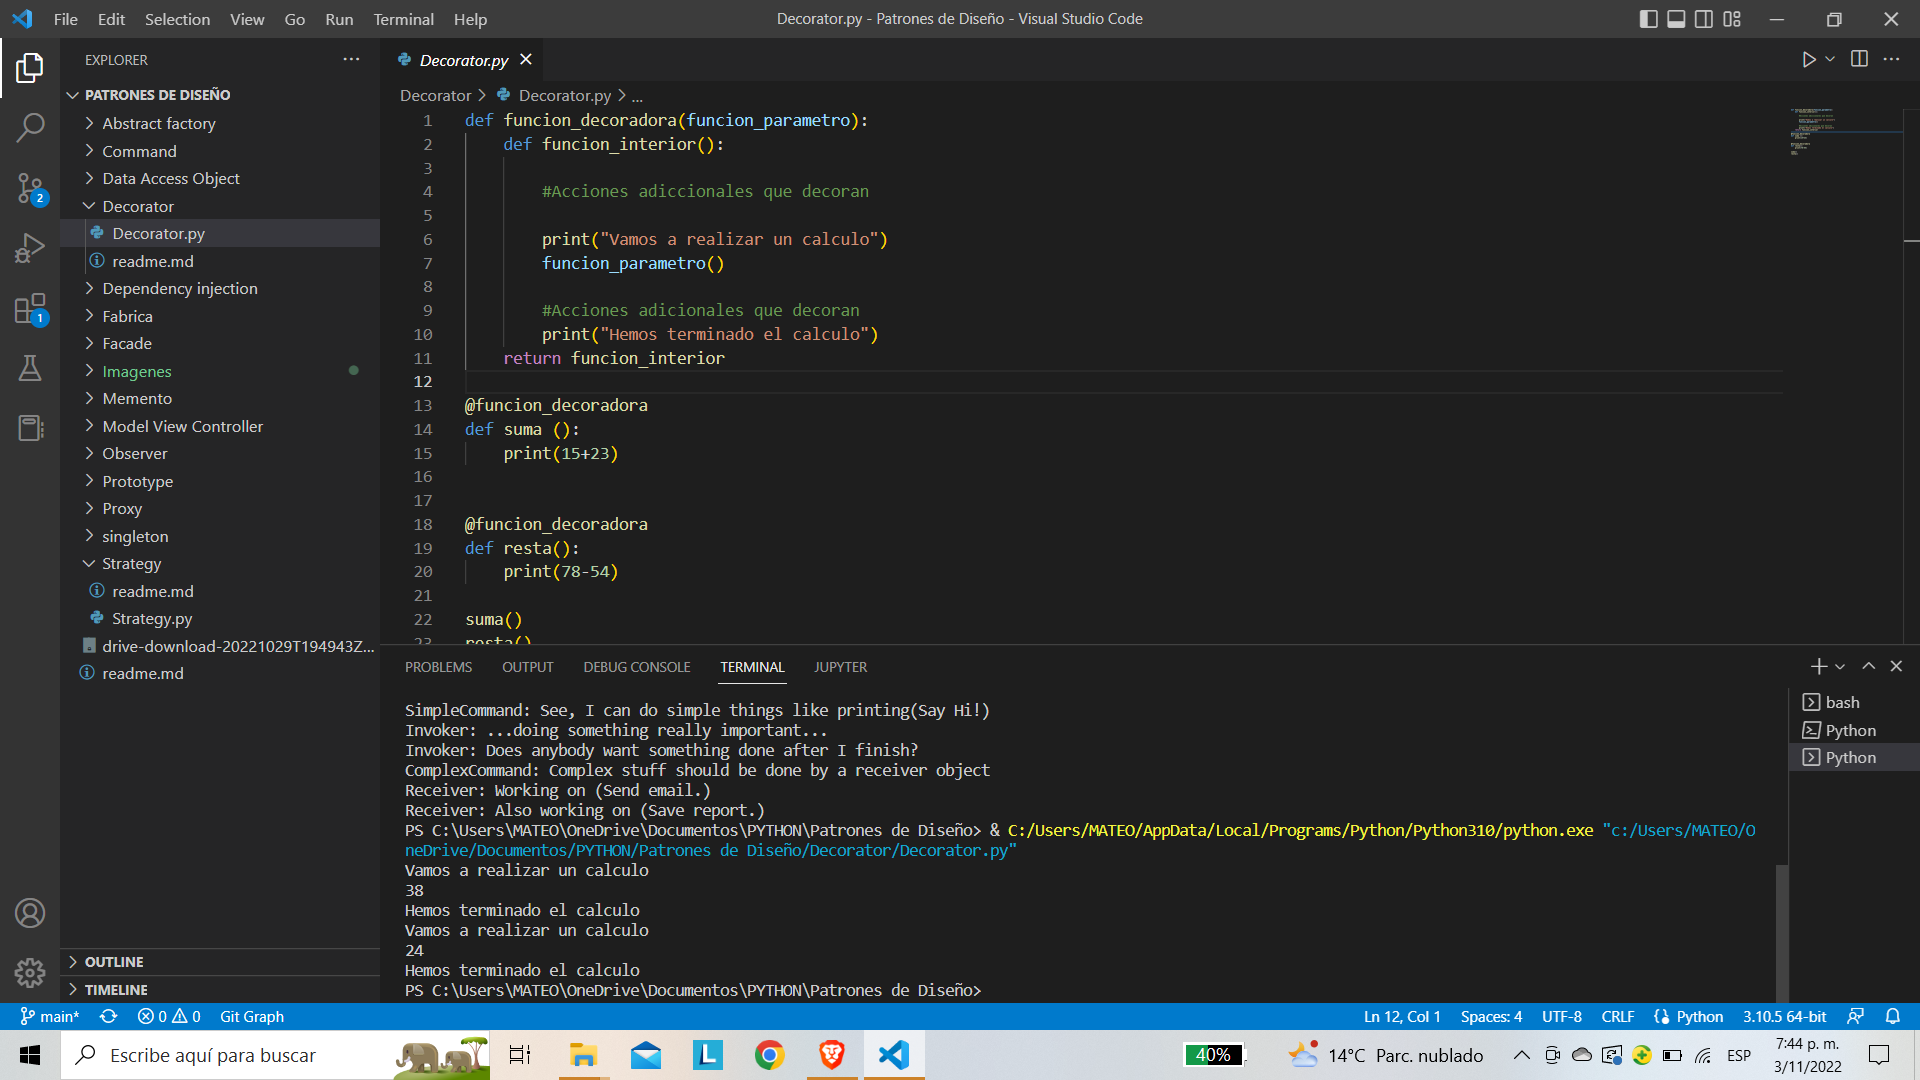 File Edit Selection View Go Run Terminal Help
Decorator.py - Patrones de Diseño - Visual Studio Code
EXPLORER
PATRONES DE DISEÑO
Abstract factory
Command
Data Access Object
Decorator
Decorator.py
readme.md
Dependency injection
Fabrica
Facade
Imagenes
Memento
Model View Controller
Observer
Prototype
Proxy
singleton
Strategy
readme.md
Strategy.py
drive-download-20221029T194943Z...
readme.md
OUTLINE
TIMELINE
2
1
Decorator.py
Decorator > Decorator.py > ...
1 def funcion_decoradora(funcion_parametro):
2 def funcion_interior():
3
4 #Acciones adiccionales que decoran
5
6 print("Vamos a realizar un calculo")
7 funcion_parametro()
8
9 #Acciones adicionales que decoran
10 print("Hemos terminado el calculo")
11 return funcion_interior
12
13 @funcion_decoradora
14 def suma ():
15 print(15+23)
16
17
18 @funcion_decoradora
19 def resta():
20 print(78-54)
21
22 suma()
23 resta()
PROBLEMS OUTPUT DEBUG CONSOLE TERMINAL JUPYTER
SimpleCommand: See, I can do simple things like printing(Say Hi!)
Invoker: ...doing something really important...
Invoker: Does anybody want something done after I finish?
ComplexCommand: Complex stuff should be done by a receiver object
Receiver: Working on (Send email.)
Receiver: Also working on (Save report.)
PS C:\Users\MATEO\OneDrive\Documentos\PYTHON\Patrones de Diseño> & C:/Users/MATEO/AppData/Local/Programs/Python/Python310/python.exe "c:/Users/MATEO/O
neDrive/Documentos/PYTHON/Patrones de Diseño/Decorator/Decorator.py"
Vamos a realizar un calculo
38
Hemos terminado el calculo
Vamos a realizar un calculo
24
Hemos terminado el calculo
PS C:\Users\MATEO\OneDrive\Documentos\PYTHON\Patrones de Diseño>
bash
Python
Python
main* 0 0 Git Graph
Ln 12, Col 1 Spaces: 4 UTF-8 CRLF Python 3.10.5 64-bit
Escribe aquí para buscar
L
40%
14°C Parc. nublado
ESP
7:44 p. m.
3/11/2022